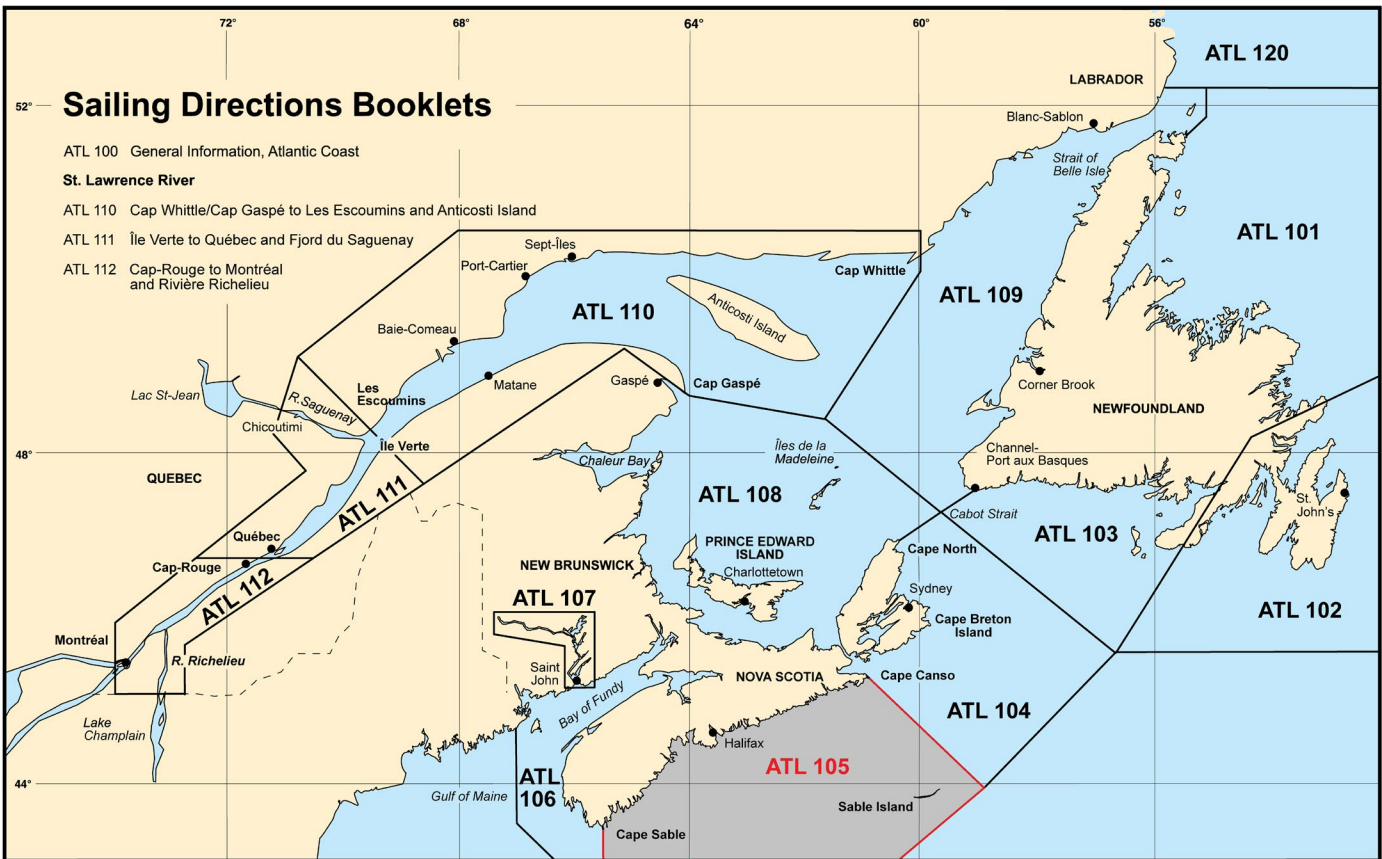 72°
68°
64°
60°
56°
ATL 120
LABRADOR
52°
Sailing Directions Booklets
Blanc-Sablon
ATL 100 General Information, Atlantic Coast
Strait of
Belle Isle
St. Lawrence River
ATL 110 Cap Whittle/Cap Gaspé to Les Escoumins and Anticosti Island
ATL 101
ATL 111 Île Verte to Québec and Fjord du Saguenay
Sept-Îles
ATL 112 Cap-Rouge to Montréal
and Rivière Richelieu
Port-Cartier
Cap Whittle
ATL 109
ATL 110
Anticosti Island
Baie-Comeau
Matane
Gaspé
Cap Gaspé
Corner Brook
Lac St-Jean
R. Saguenay
Les
Escoumins
NEWFOUNDLAND
Chicoutimi
Île Verte
48°
Îles de la
Madeleine
Channel-
Port aux Basques
Chaleur Bay
QUEBEC
ATL 111
ATL 108
St.
John's
Cabot Strait
Québec
ATL 103
PRINCE EDWARD
ISLAND
Cape North
Cap-Rouge
NEW BRUNSWICK
Charlottetown
ATL 112
ATL 107
Sydney
ATL 102
Cape Breton
Island
Montréal
R. Richelieu
Saint
John
NOVA SCOTIA
Cape Canso
Bay of Fundy
ATL 104
Lake
Champlain
Halifax
ATL 105
44°
ATL
106
Gulf of Maine
Sable Island
Cape Sable